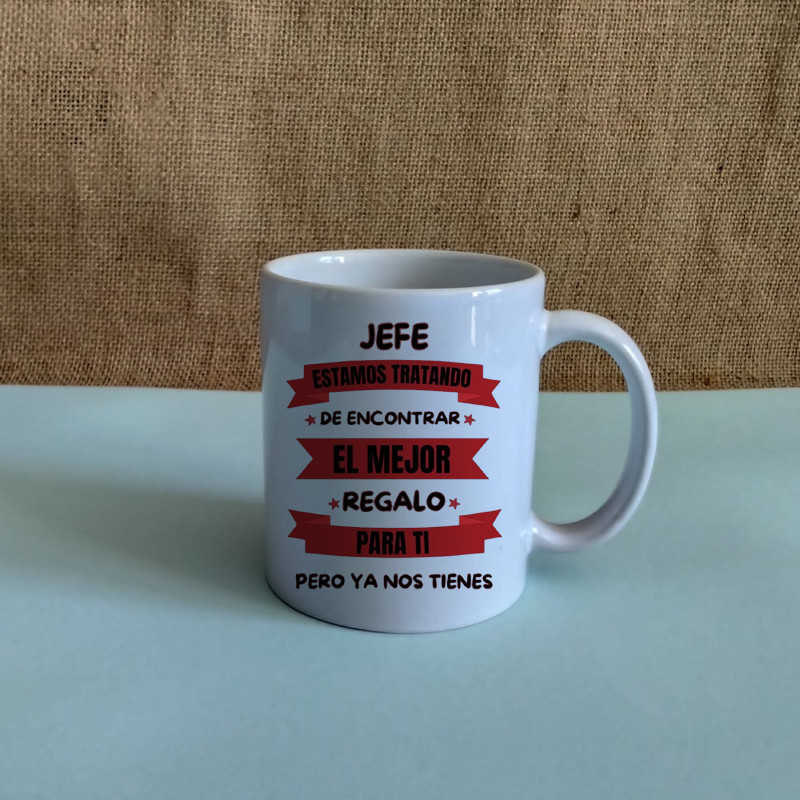 JEFE
ESTAMOS TRATANDO
DE ENCONTRAR
EL MEJOR
REGALO
PARA TI
PERO YA NOS TIENES